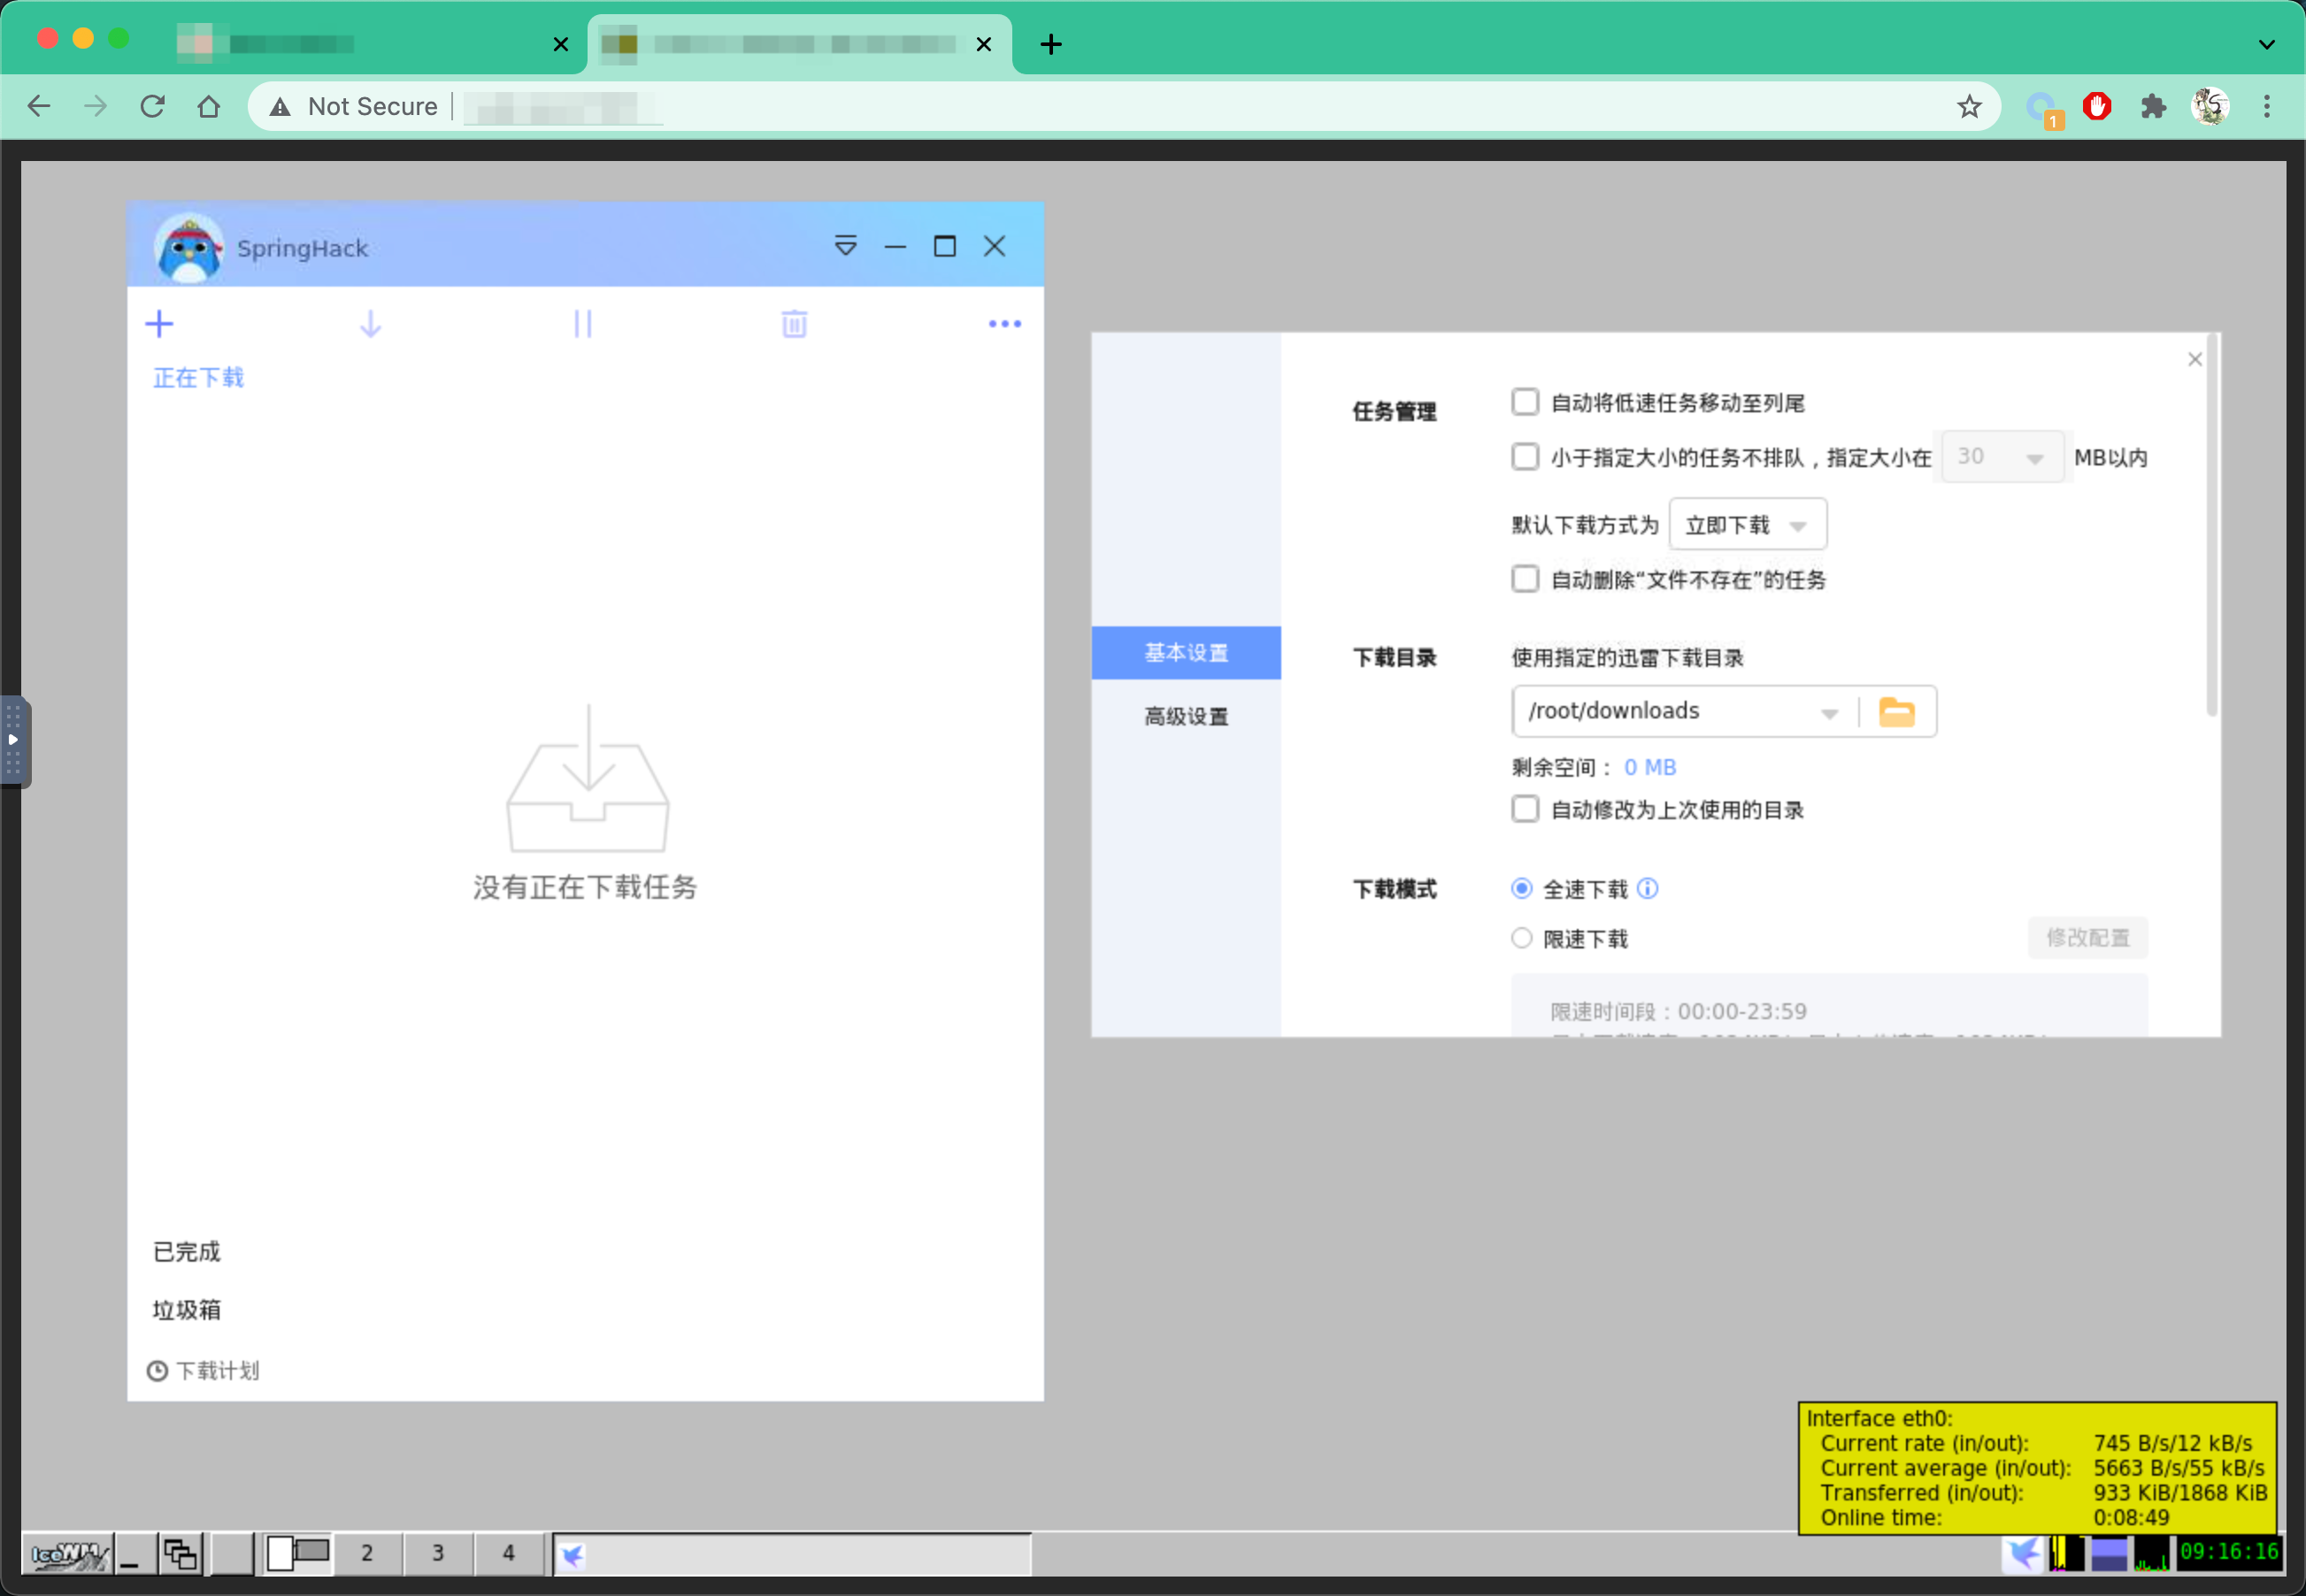 Not Secure
1
SpringHack
正在下载
没有正在下载任务
已完成
垃圾箱
下载计划
任务管理
自动将低速任务移动至列尾
小于指定大小的任务不排队，指定大小在 30 MB以内
默认下载方式为 立即下载
自动删除“文件不存在”的任务
基本设置
高级设置
下载目录
使用指定的迅雷下载目录
/root/downloads
剩余空间： 0 MB
自动修改为上次使用的目录
下载模式
全速下载
限速下载
修改配置
限速时间段：00:00-23:59
Interface eth0:
Current rate (in/out): 745 B/s/12 kB/s
Current average (in/out): 5663 B/s/55 kB/s
Transferred (in/out): 933 KiB/1868 KiB
Online time: 0:08:49
IceWM
2
3
4
09:16:16